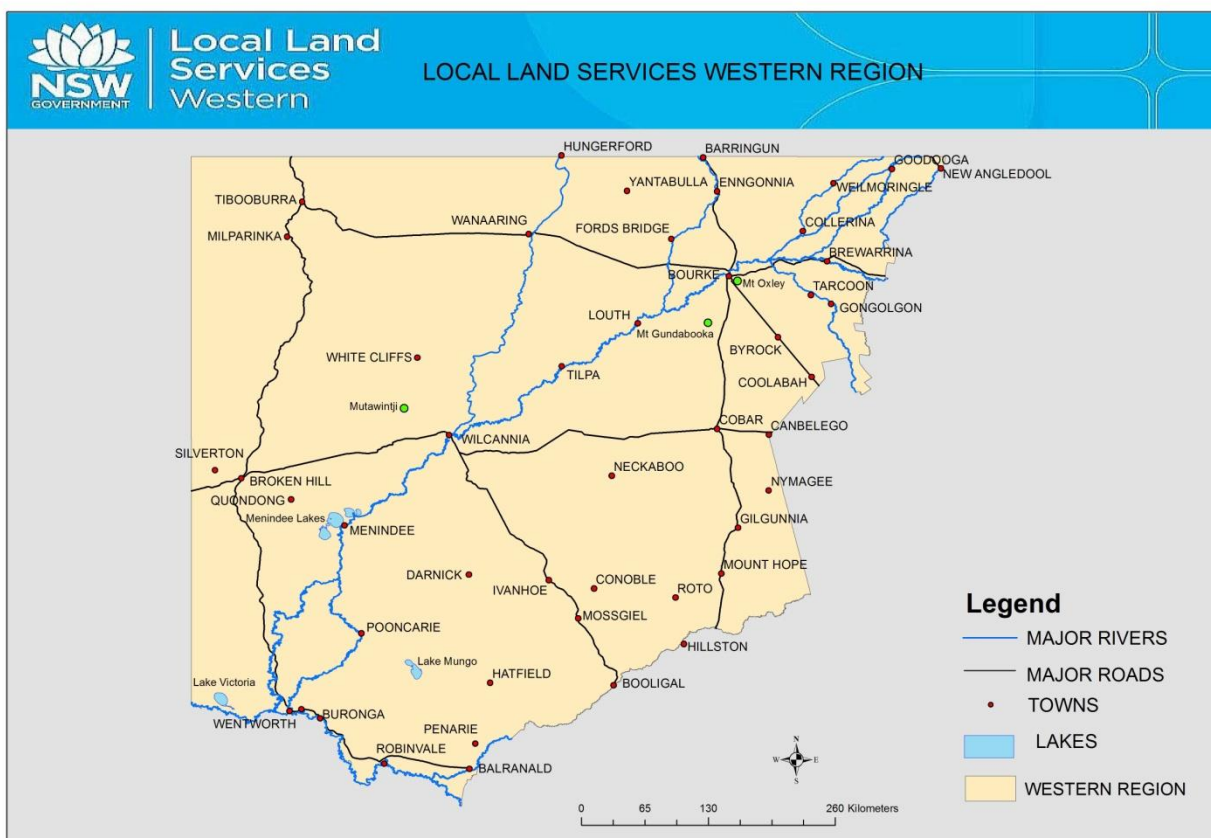 NSW
GOVERNMENT
Local Land
Services
Western
LOCAL LAND SERVICES WESTERN REGION
HUNGERFORD
BARRINGUN
GOODOOGA
NEW ANGLEDOOL
YANTABULLA
ENNGONNIA
WEILMORINGLE
TIBOOBURRA
WANAARING
FORDS BRIDGE
COLLERINA
MILPARINKA
BREWARRINA
BOURKE
Mt Oxley
TARCOON
GONGOLGON
LOUTH
Mt Gundabooka
BYROCK
WHITE CLIFFS
TILPA
COOLABAH
Mutawintji
WILCANNIA
COBAR
CANBELEGO
SILVERTON
BROKEN HILL
NECKABOO
NYMAGEE
QUONDONG
Menindee Lakes
MENINDEE
GILGUNNIA
DARNICK
IVANHOE
CONOBLE
ROTO
MOUNT HOPE
MOSSGIEL
POONCARIE
HILLSTON
Lake Mungo
HATFIELD
BOOLIGAL
Lake Victoria
WENTWORTH
BURONGA
PENARIE
ROBINVALE
BALRANALD
Legend
MAJOR RIVERS
MAJOR ROADS
TOWNS
LAKES
WESTERN REGION
N
W
E
S
0 65 130 260 Kilometers